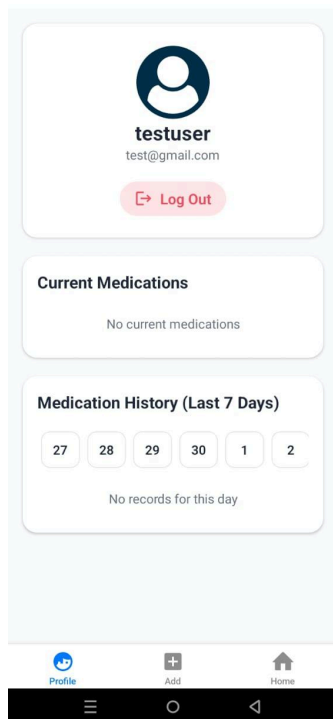 testuser
test@gmail.com
Log Out
Current Medications
No current medications
Medication History (Last 7 Days)
27 28 29 30 1 2
No records for this day
Profile Add Home